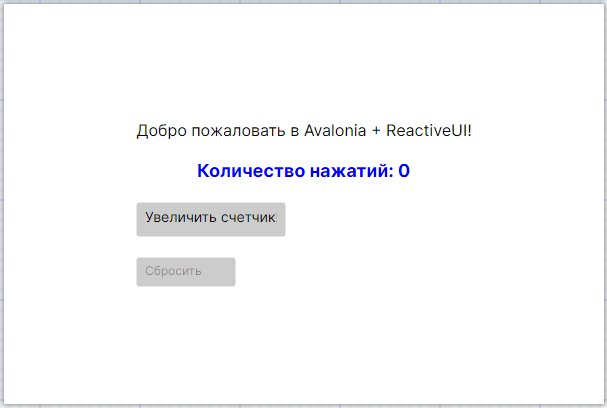 Добро пожаловать в Avalonia + ReactiveUI!
Количество нажатий: 0
Увеличить счетчик
Сбросить